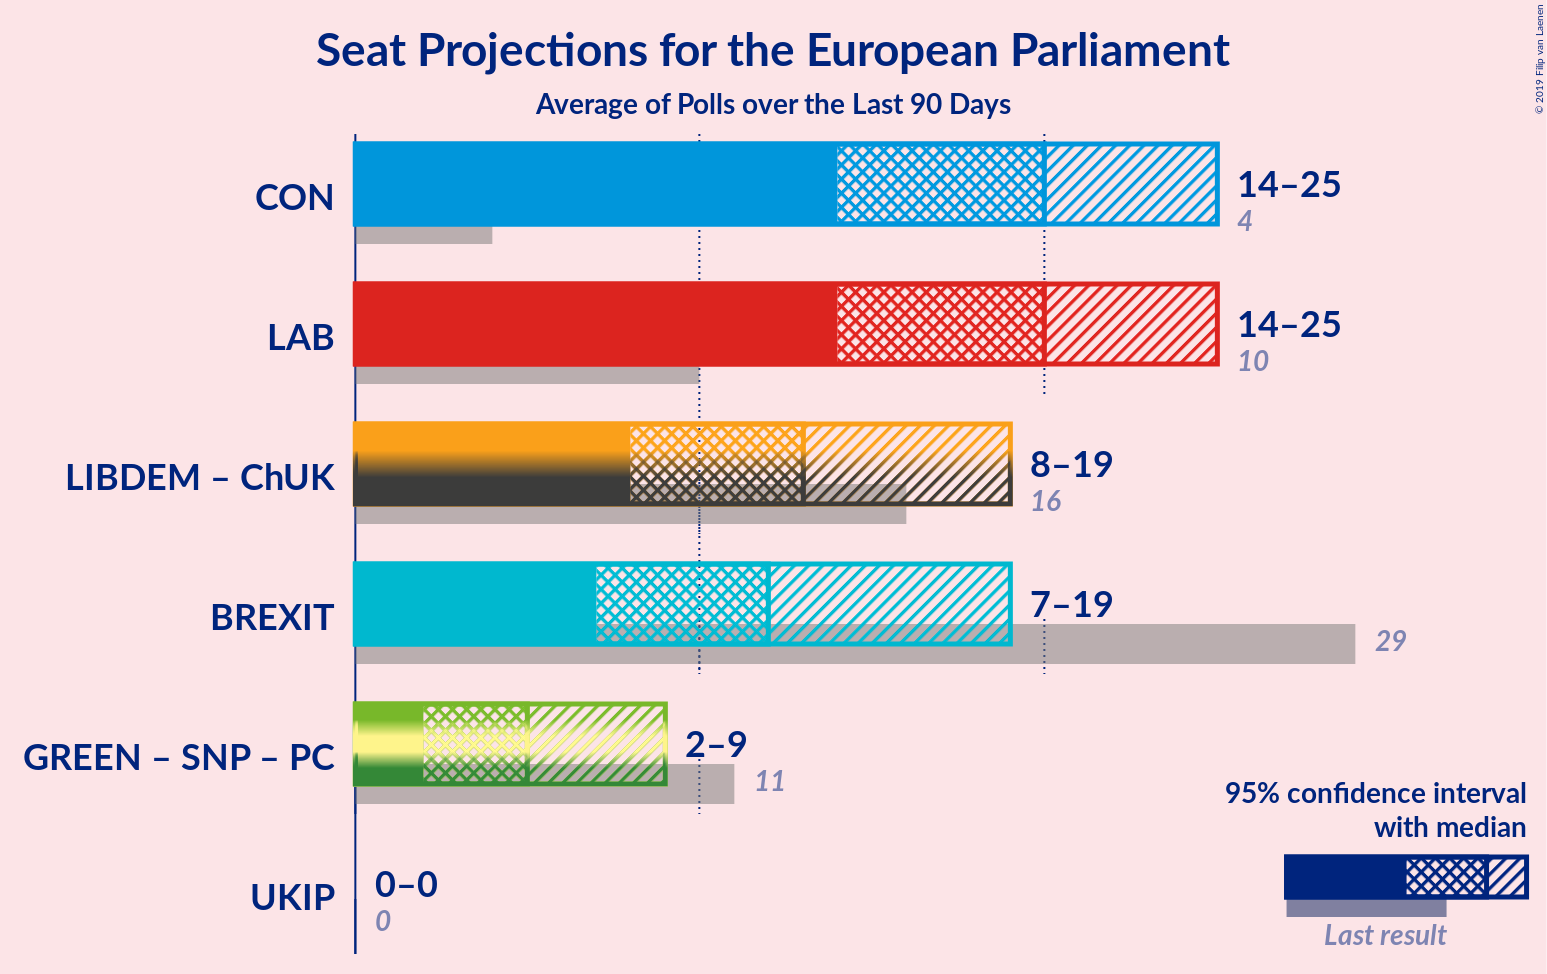 Seat Projections for the European Parliament
Average of Polls over the Last 90 Days
© 2019 Filip van Laenen
CON
14–25
4
LAB
14–25
10
LIBDEM – ChUK
8–19
16
BREXIT
7–19
29
GREEN – SNP – PC
2–9
11
UKIP
0–0
0
95% confidence interval
with median
Last result